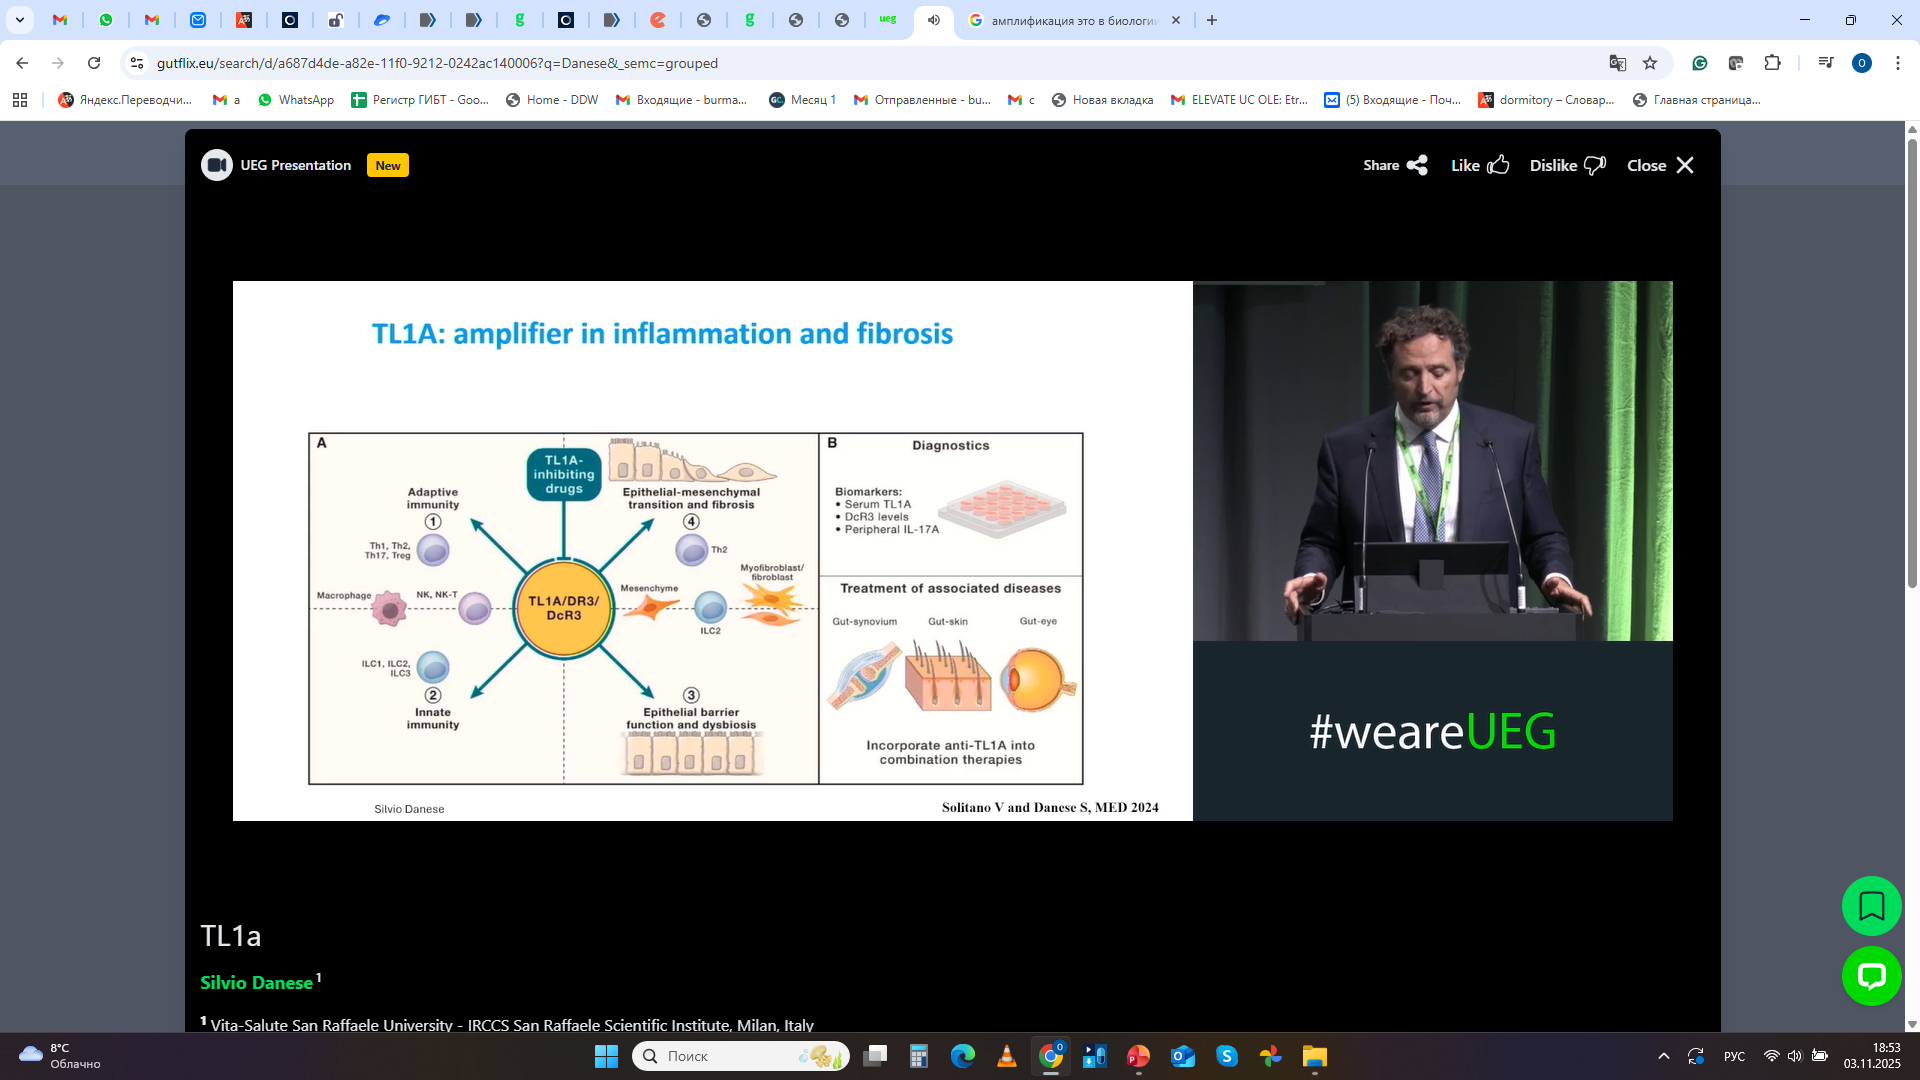 ueg
амплификация это в биологии
gutflix.eu/search/d/a687d4de-a82e-11f0-9212-0242ac140006?q=Danese&_semc=grouped
О
Яндекс.Переводчи...
а
WhatsApp
Регистр ГИБТ - Goo...
Home - DDW
Входящие - burma...
Месяц 1
Отправленные - bu...
с
Новая вкладка
ELEVATE UC OLE: Etr...
(5) Входящие - Поч...
dormitory – Словар...
Главная страница...
UEG Presentation
New
Share
Like
Dislike
Close
TL1A: amplifier in inflammation and fibrosis
A
TL1A-
inhibiting
drugs
Adaptive
immunity
1
Th1, Th2,
Th17, Treg
Epithelial-mesenchymal
transition and fibrosis
4
Th2
Macrophage
NK, NK-T
TL1A/DR3/
DcR3
Mesenchyme
ILC2
Myofibroblast/
fibroblast
ILC1, ILC2,
ILC3
2
Innate
immunity
3
Epithelial barrier
function and dysbiosis
B
Diagnostics
Biomarkers:
• Serum TL1A
• DcR3 levels
• Peripheral IL-17A
Treatment of associated diseases
Gut-synovium
Gut-skin
Gut-eye
Incorporate anti-TL1A into
combination therapies
Silvio Danese
Solitano V and Danese S, MED 2024
#weareUEG
TL1a
Silvio Danese 1
1 Vita-Salute San Raffaele University - IRCCS San Raffaele Scientific Institute, Milan, Italy
8°C
Облачно
Поиск
РУС
18:53
03.11.2025